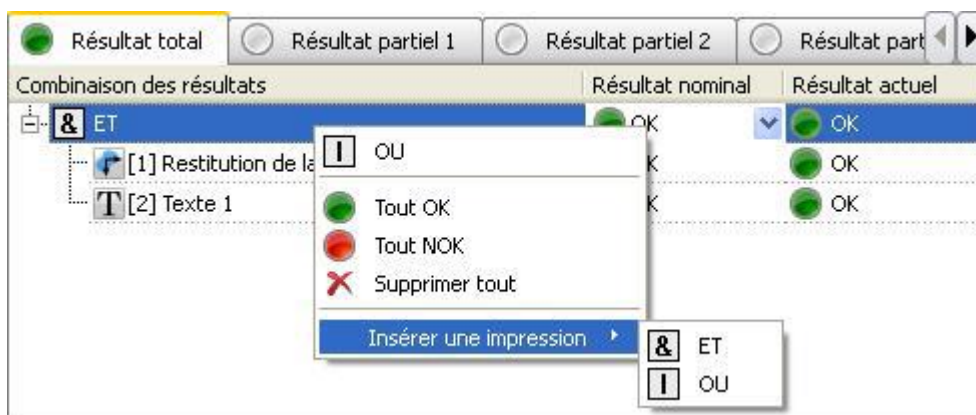 Résultat total Résultat partiel 1 Résultat partiel 2 Résultat part
Combinaison des résultats Résultat nominal Résultat actuel
& ET OK OK
[1] Restitution de la K OK
T [2] Texte 1 K OK
I OU
Tout OK
Tout NOK
Supprimer tout
Insérer une impression
& ET
I OU